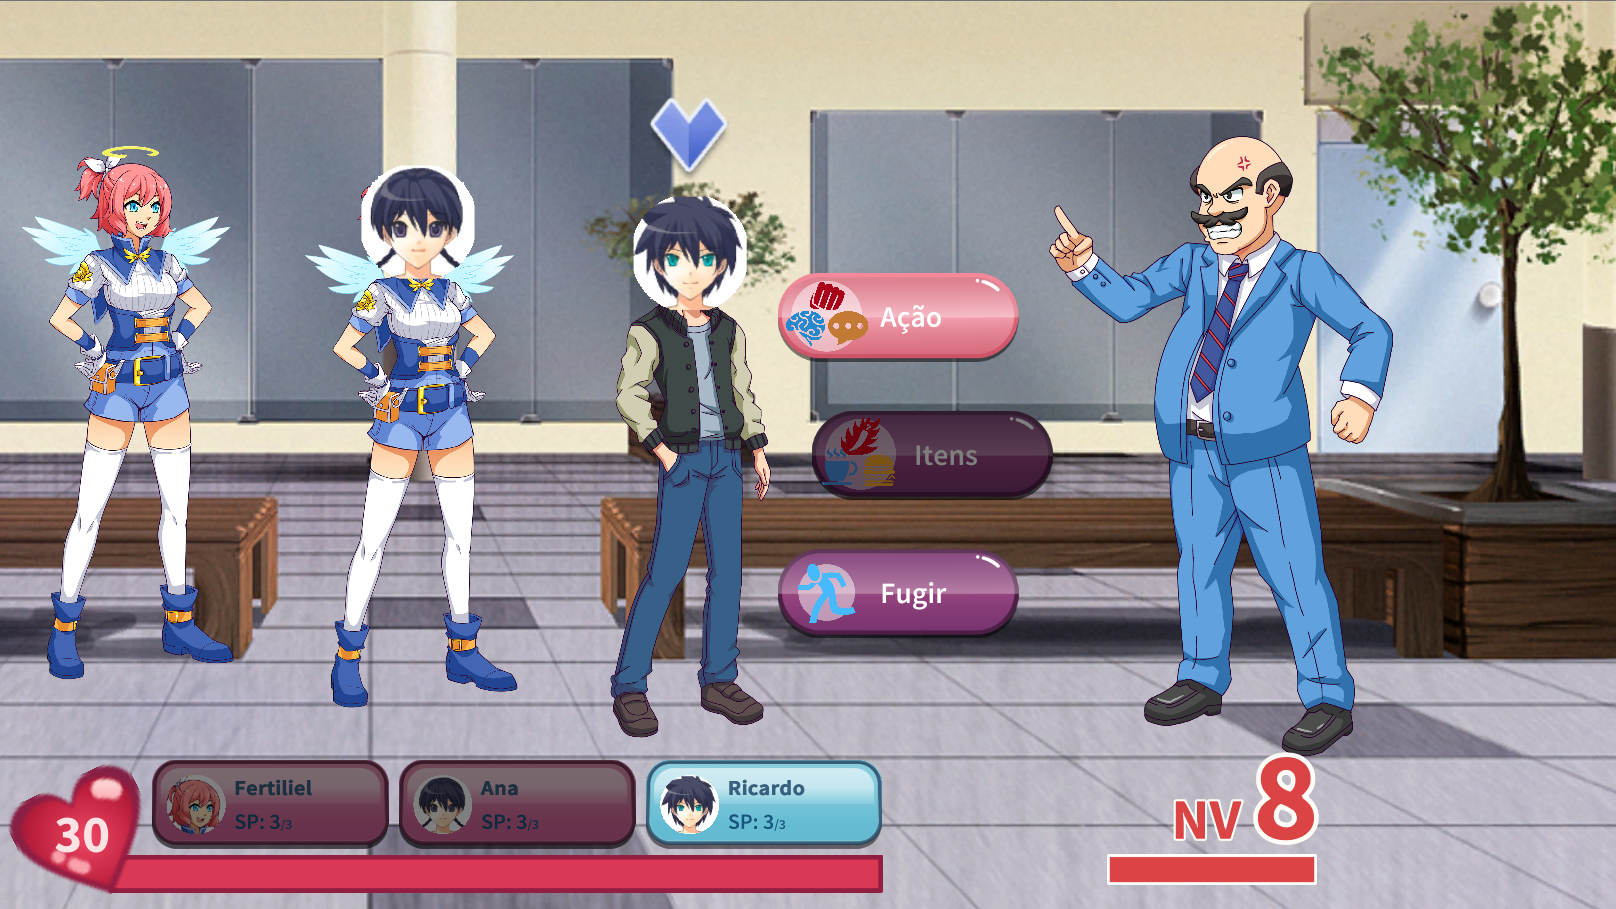 Ação
Itens
Fugir
Fertiliel
SP: 3/3
Ana
SP: 3/3
Ricardo
SP: 3/3
30
NV 8